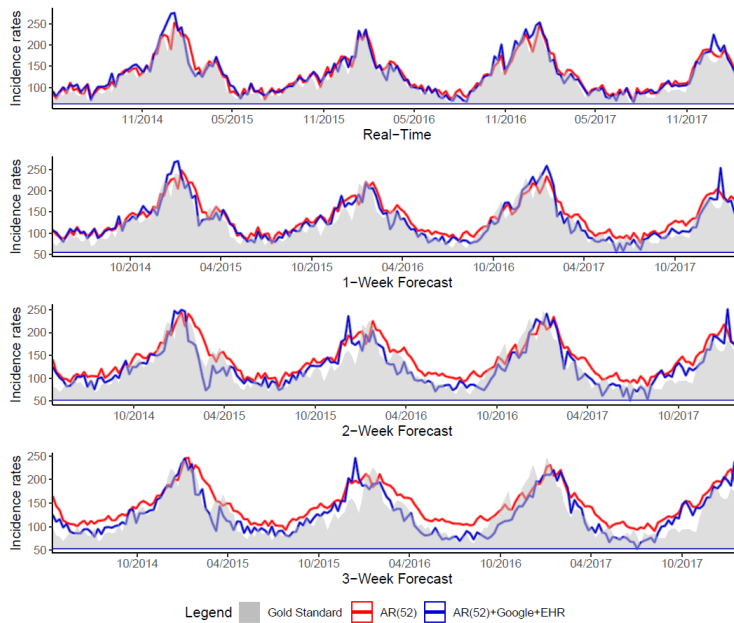 Incidence rates
250
200
150
100
11/2014 05/2015 11/2015 05/2016 11/2016 05/2017 11/2017
Real−Time
Incidence rates
250
200
150
100
50
10/2014 04/2015 10/2015 04/2016 10/2016 04/2017 10/2017
1−Week Forecast
Incidence rates
250
200
150
100
50
10/2014 04/2015 10/2015 04/2016 10/2016 04/2017 10/2017
2−Week Forecast
Incidence rates
250
200
150
100
50
10/2014 04/2015 10/2015 04/2016 10/2016 04/2017 10/2017
3−Week Forecast
Legend Gold Standard AR(52) AR(52)+Google+EHR